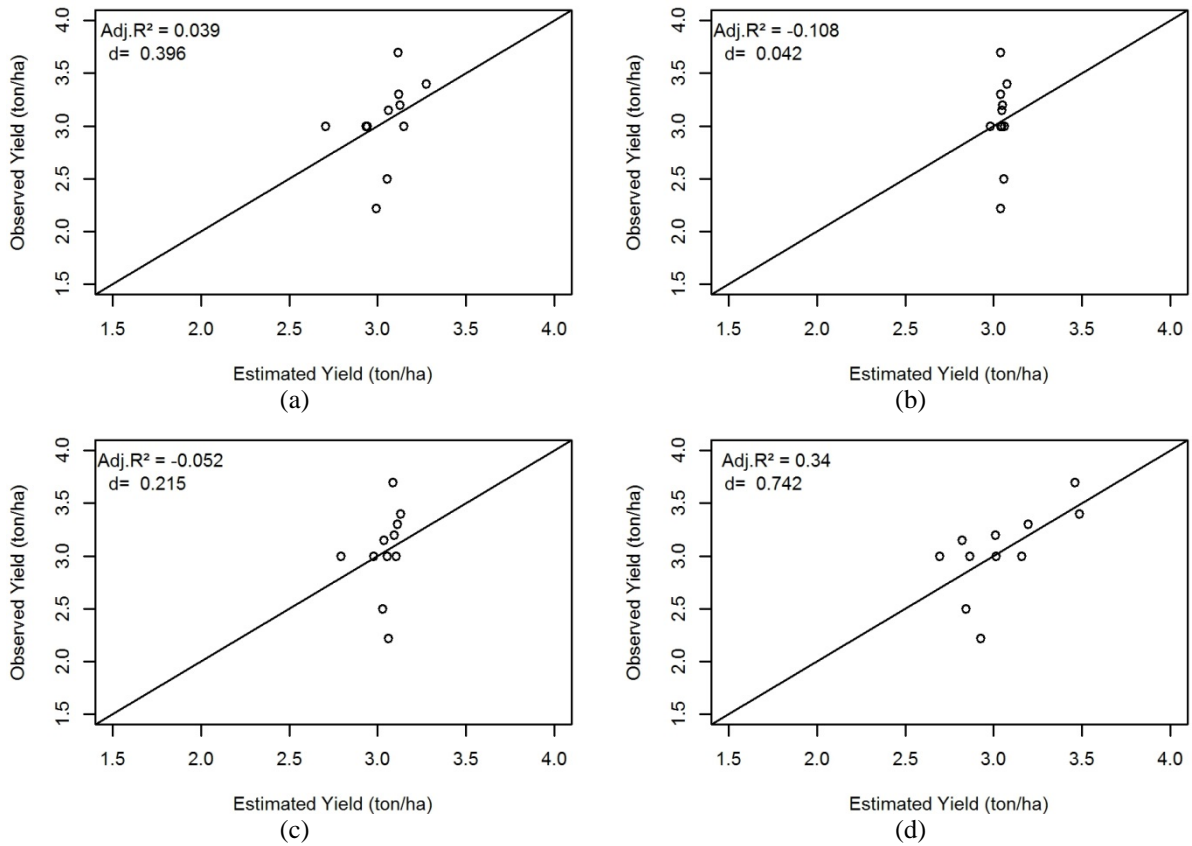 Adj.R² = 0.039
d= 0.396
Observed Yield (ton/ha)
4.0
3.5
3.0
2.5
2.0
1.5
1.5 2.0 2.5 3.0 3.5 4.0
Estimated Yield (ton/ha)
(a)
Adj.R² = -0.108
d= 0.042
Observed Yield (ton/ha)
4.0
3.5
3.0
2.5
2.0
1.5
1.5 2.0 2.5 3.0 3.5 4.0
Estimated Yield (ton/ha)
(b)
Adj.R² = -0.052
d= 0.215
Observed Yield (ton/ha)
4.0
3.5
3.0
2.5
2.0
1.5
1.5 2.0 2.5 3.0 3.5 4.0
Estimated Yield (ton/ha)
(c)
Adj.R² = 0.34
d= 0.742
Observed Yield (ton/ha)
4.0
3.5
3.0
2.5
2.0
1.5
1.5 2.0 2.5 3.0 3.5 4.0
Estimated Yield (ton/ha)
(d)